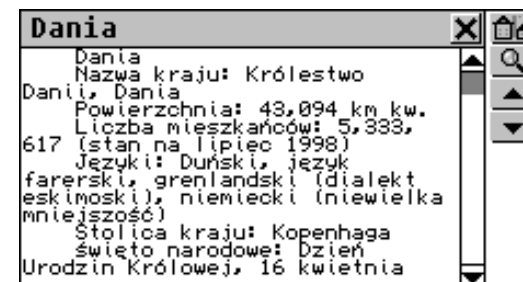 Dania
Dania
Nazwa kraju: Królestwo
Danii, Dania
Powierzchnia: 43,094 km kw.
Liczba mieszkańców: 5,333,
617 (stan na lipiec 1998)
Języki: Duński, język
farerski, grenlandski (dialekt
eskimoski), niemiecki (niewielka
mniejszość)
Stolica kraju: Kopenhaga
święto narodowe: Dzień
Urodzin Królowej, 16 kwietnia